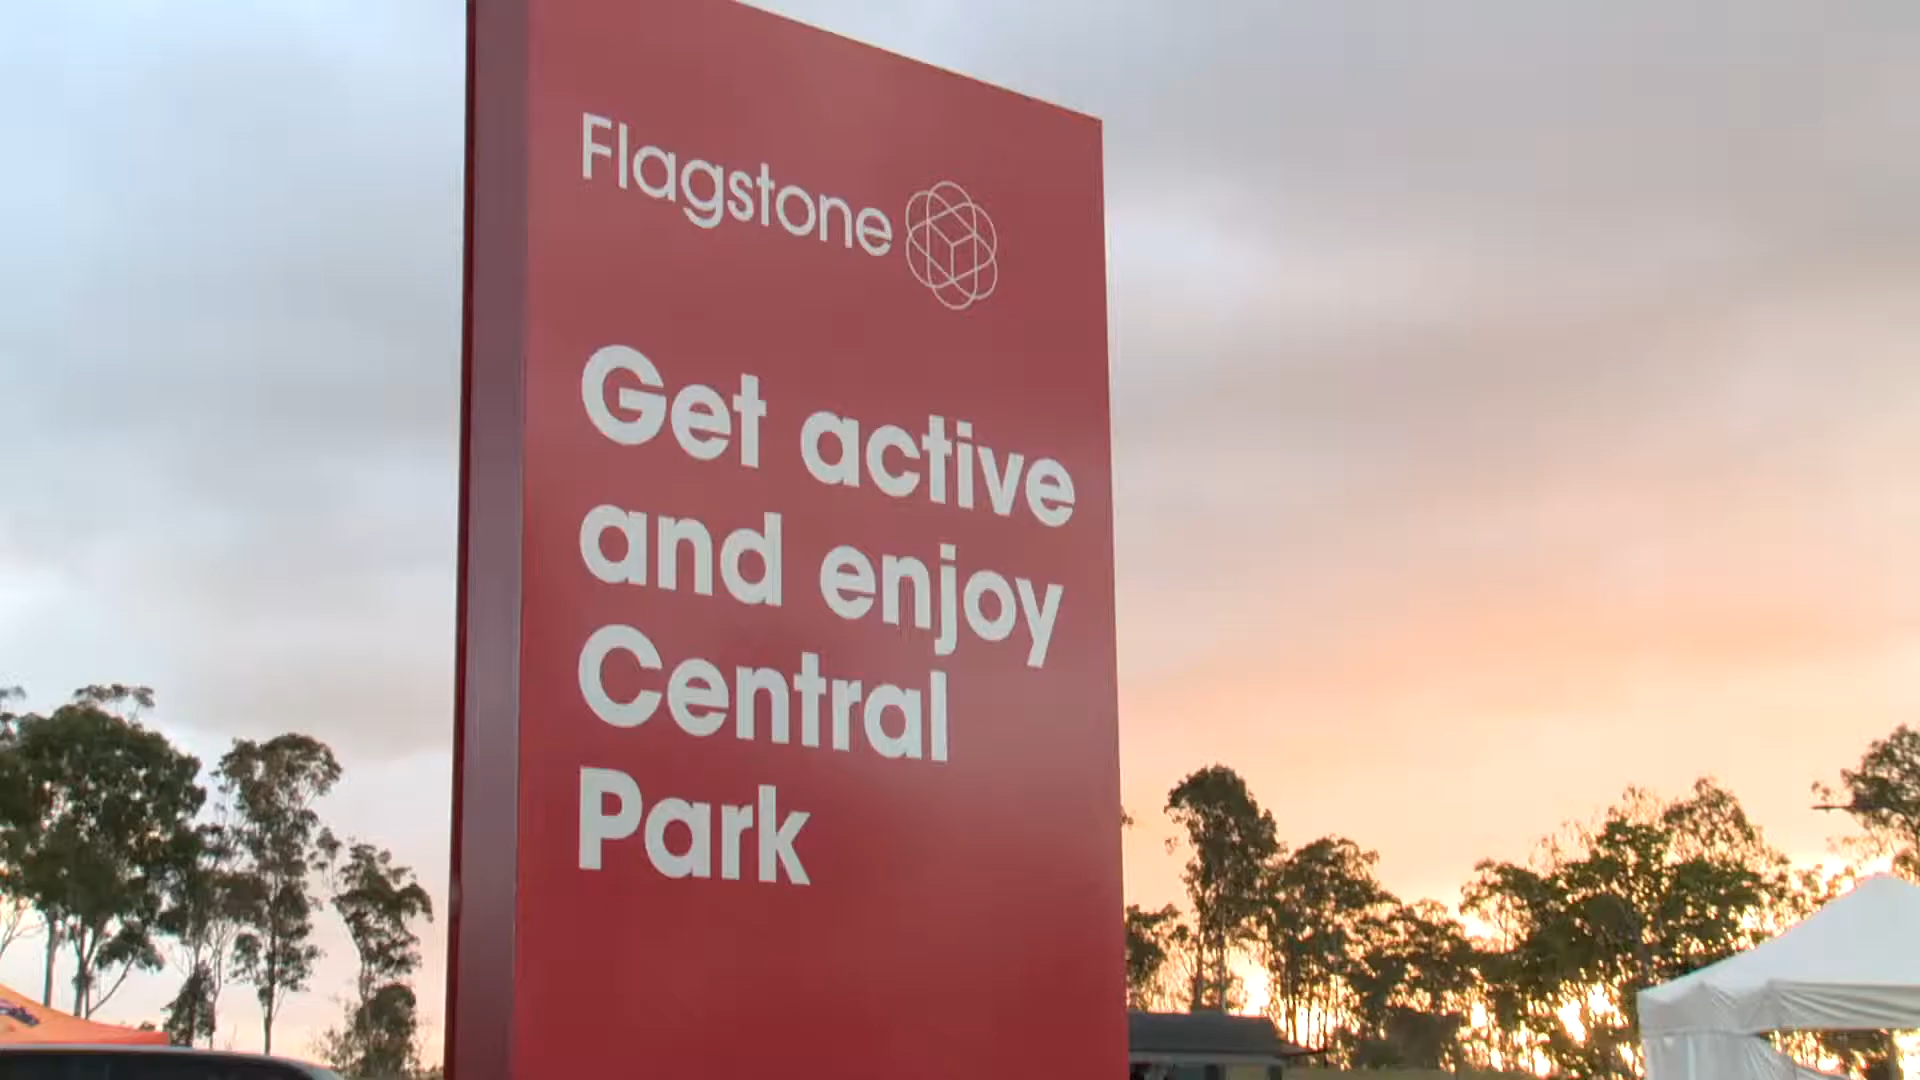 Flagstone
Get active
and enjoy
Central
Park